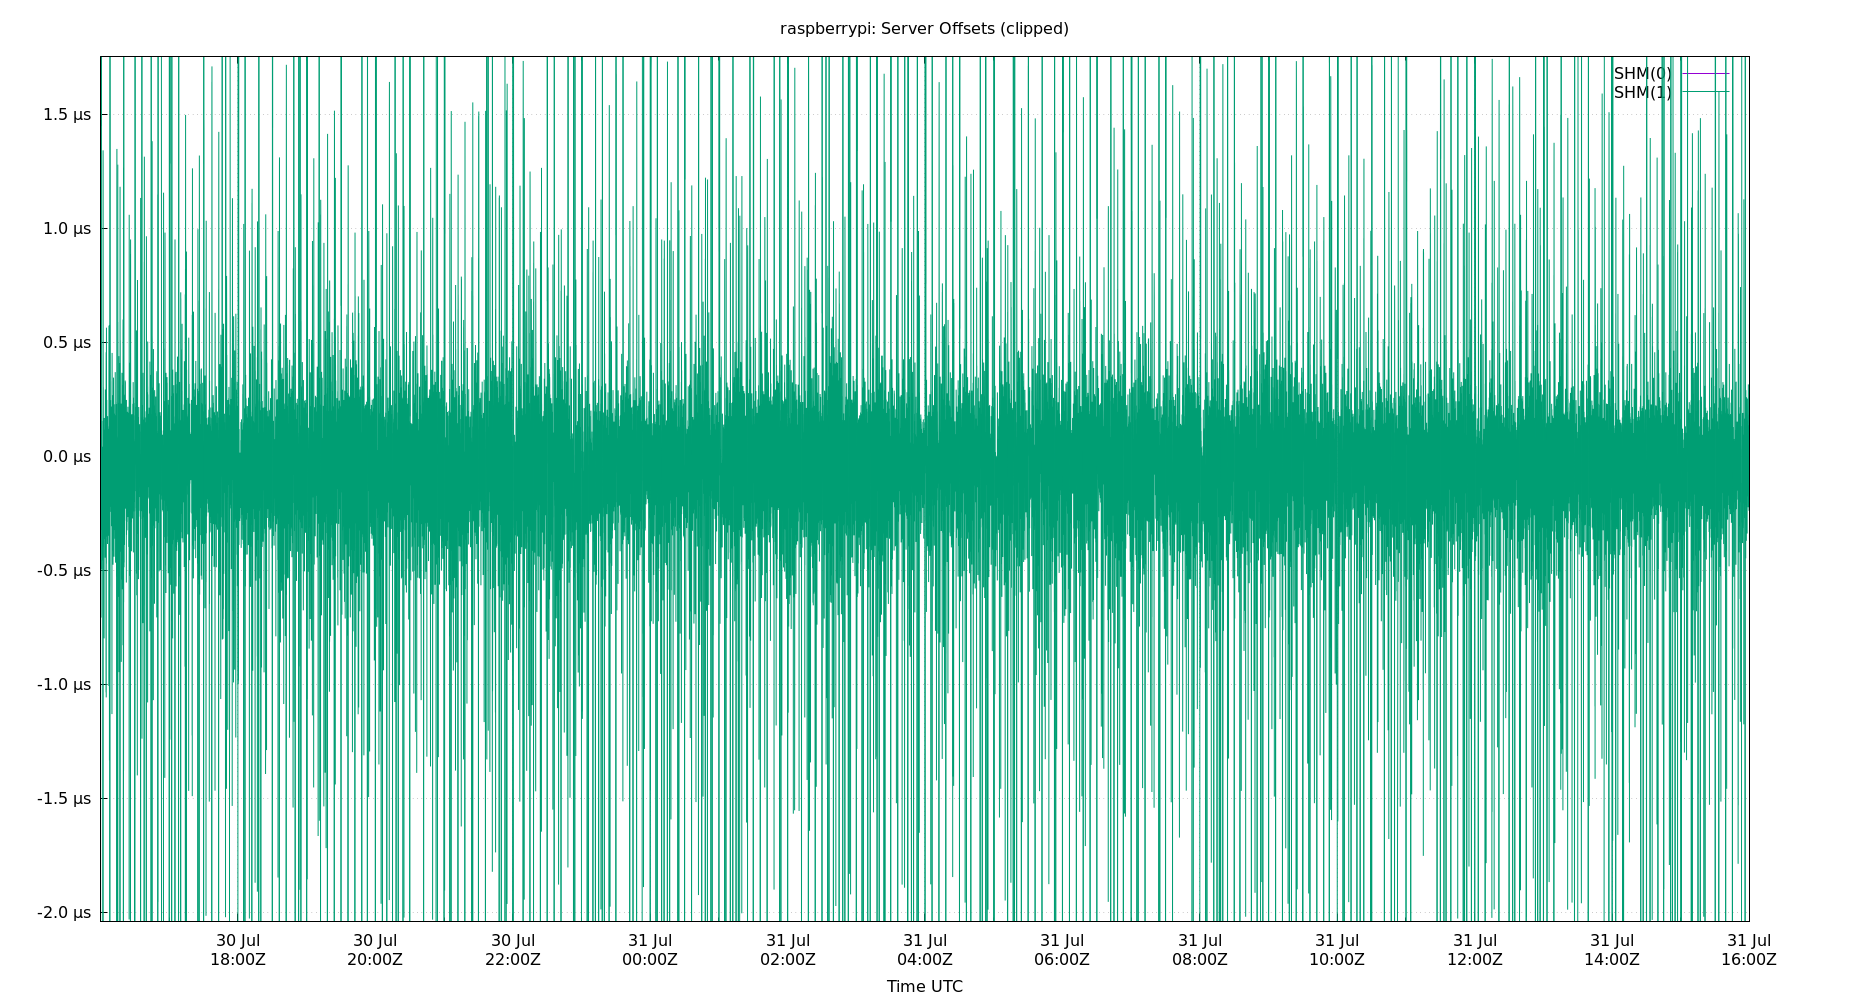 raspberrypi: Server Offsets (clipped)
SHM(0)
SHM(1)
1.5 µs
1.0 µs
0.5 µs
0.0 µs
-0.5 µs
-1.0 µs
-1.5 µs
-2.0 µs
30 Jul 30 Jul 30 Jul 31 Jul 31 Jul 31 Jul 31 Jul 31 Jul 31 Jul 31 Jul 31 Jul 31 Jul
18:00Z 20:00Z 22:00Z 00:00Z 02:00Z 04:00Z 06:00Z 08:00Z 10:00Z 12:00Z 14:00Z 16:00Z
Time UTC